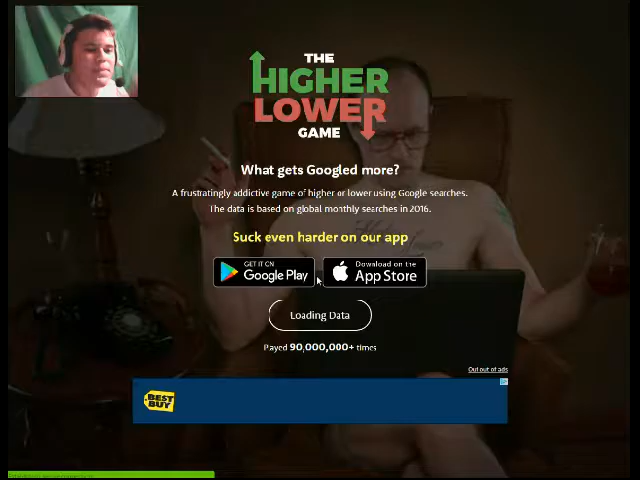 THE
HIGHER
LOWER
GAME
What gets Googled more?
A frustratingly addictive game of higher or lower using Google searches.
The data is based on global monthly searches in 2016.
Suck even harder on our app
GET IT ON
Google Play
Download on the
App Store
Loading Data
Played 90,000,000+ times
Opt out of ads
BEST
BUY